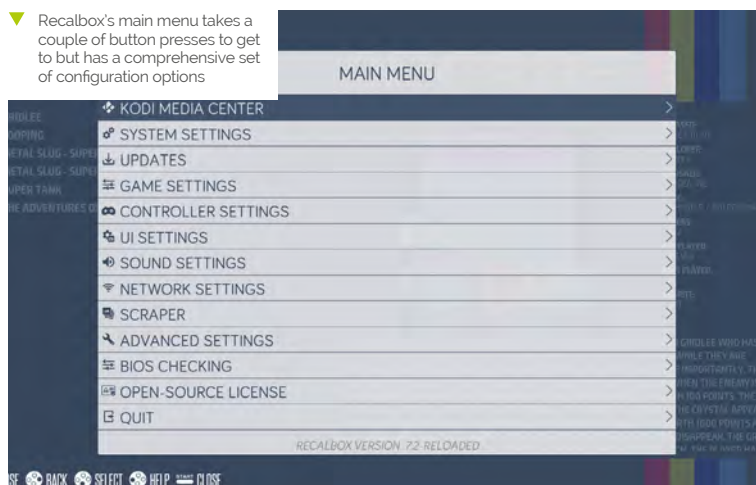 Recalbox's main menu takes a
couple of button presses to get
to but has a comprehensive set
of configuration options
MAIN MENU
KODI MEDIA CENTER
SYSTEM SETTINGS
UPDATES
GAME SETTINGS
CONTROLLER SETTINGS
UI SETTINGS
SOUND SETTINGS
NETWORK SETTINGS
SCRAPER
ADVANCED SETTINGS
BIOS CHECKING
OPEN-SOURCE LICENSE
QUIT
RECALBOX VERSION 7.2-RELOADED
BACK SELECT HELP START CLOSE